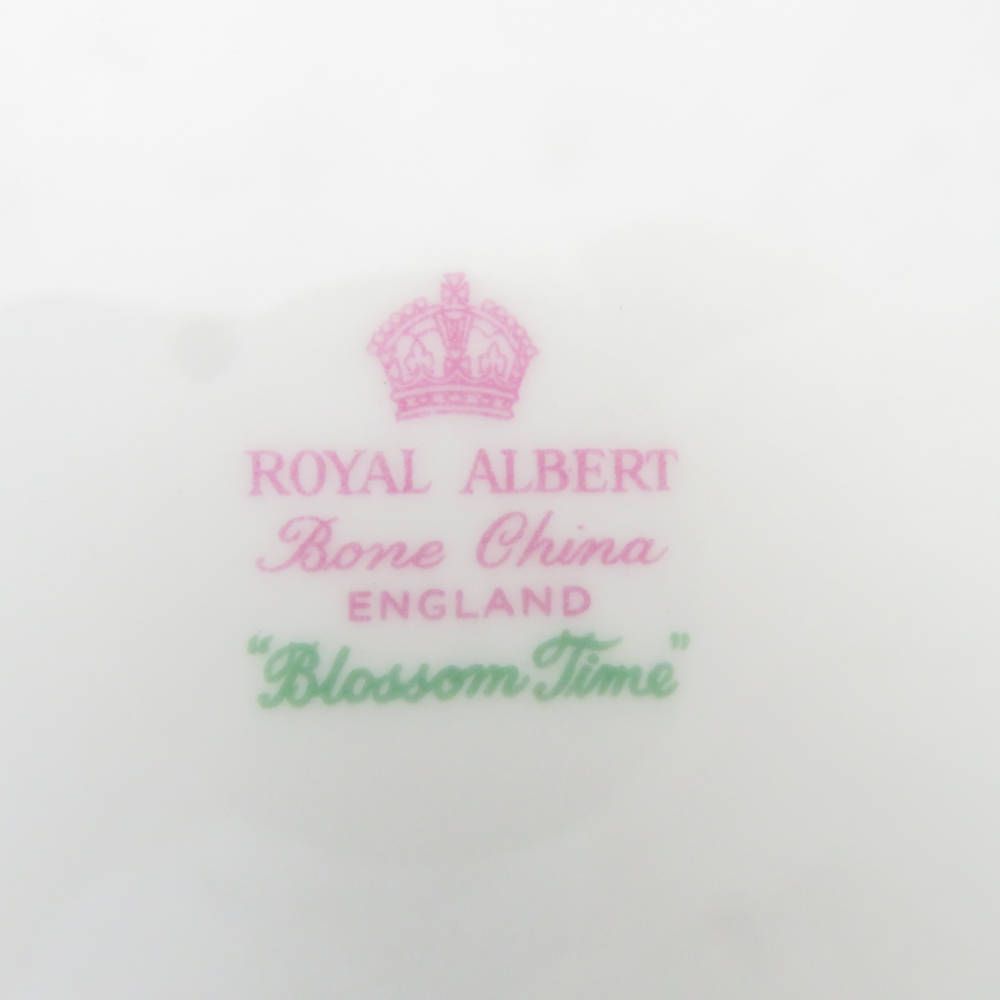 ROYAL ALBERT
Bone China
ENGLAND
"Blossom Time"